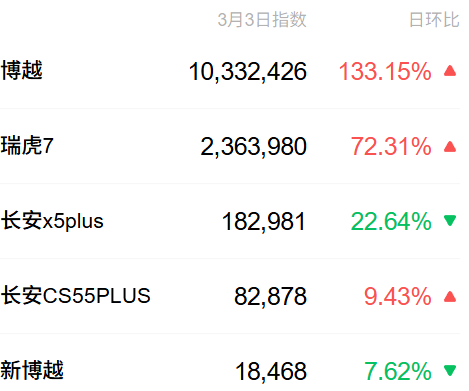 3月3日指数 日环比
博越 10,332,426 133.15% ▲
瑞虎7 2,363,980 72.31% ▲
长安x5plus 182,981 22.64% ▼
长安CS55PLUS 82,878 9.43% ▲
新博越 18,468 7.62% ▼